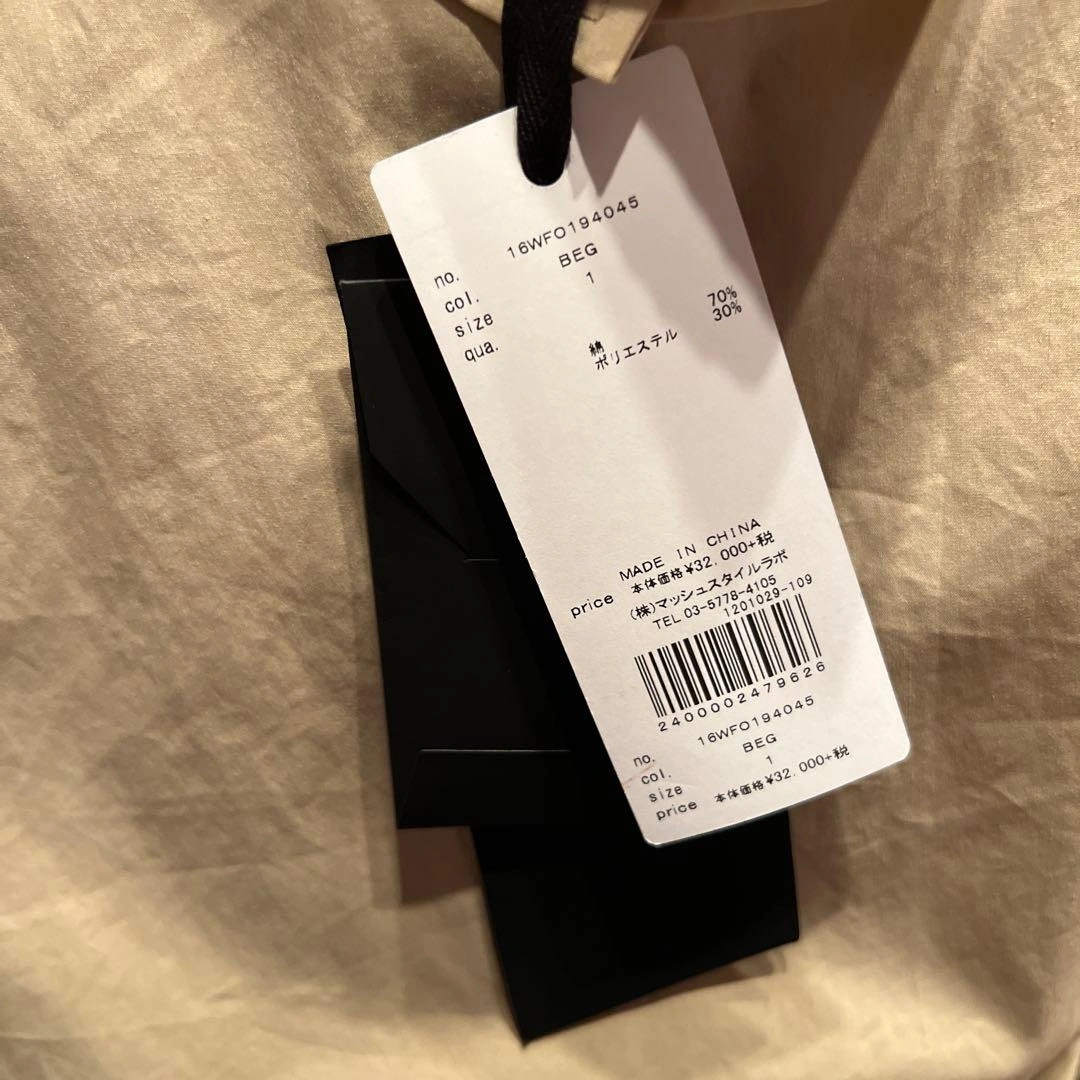 no. 16WFO194045
col. BEG
size 1
qua. 綿 70%
ポリエステル 30%
MADE IN CHINA
price 本体価格¥32,000+税
(株)マッシュスタイルラボ
TEL 03-5778-4105
1201029-109
2400002479626
no. 16WFO194045
col. BEG
size 1
price 本体価格¥32,000+税